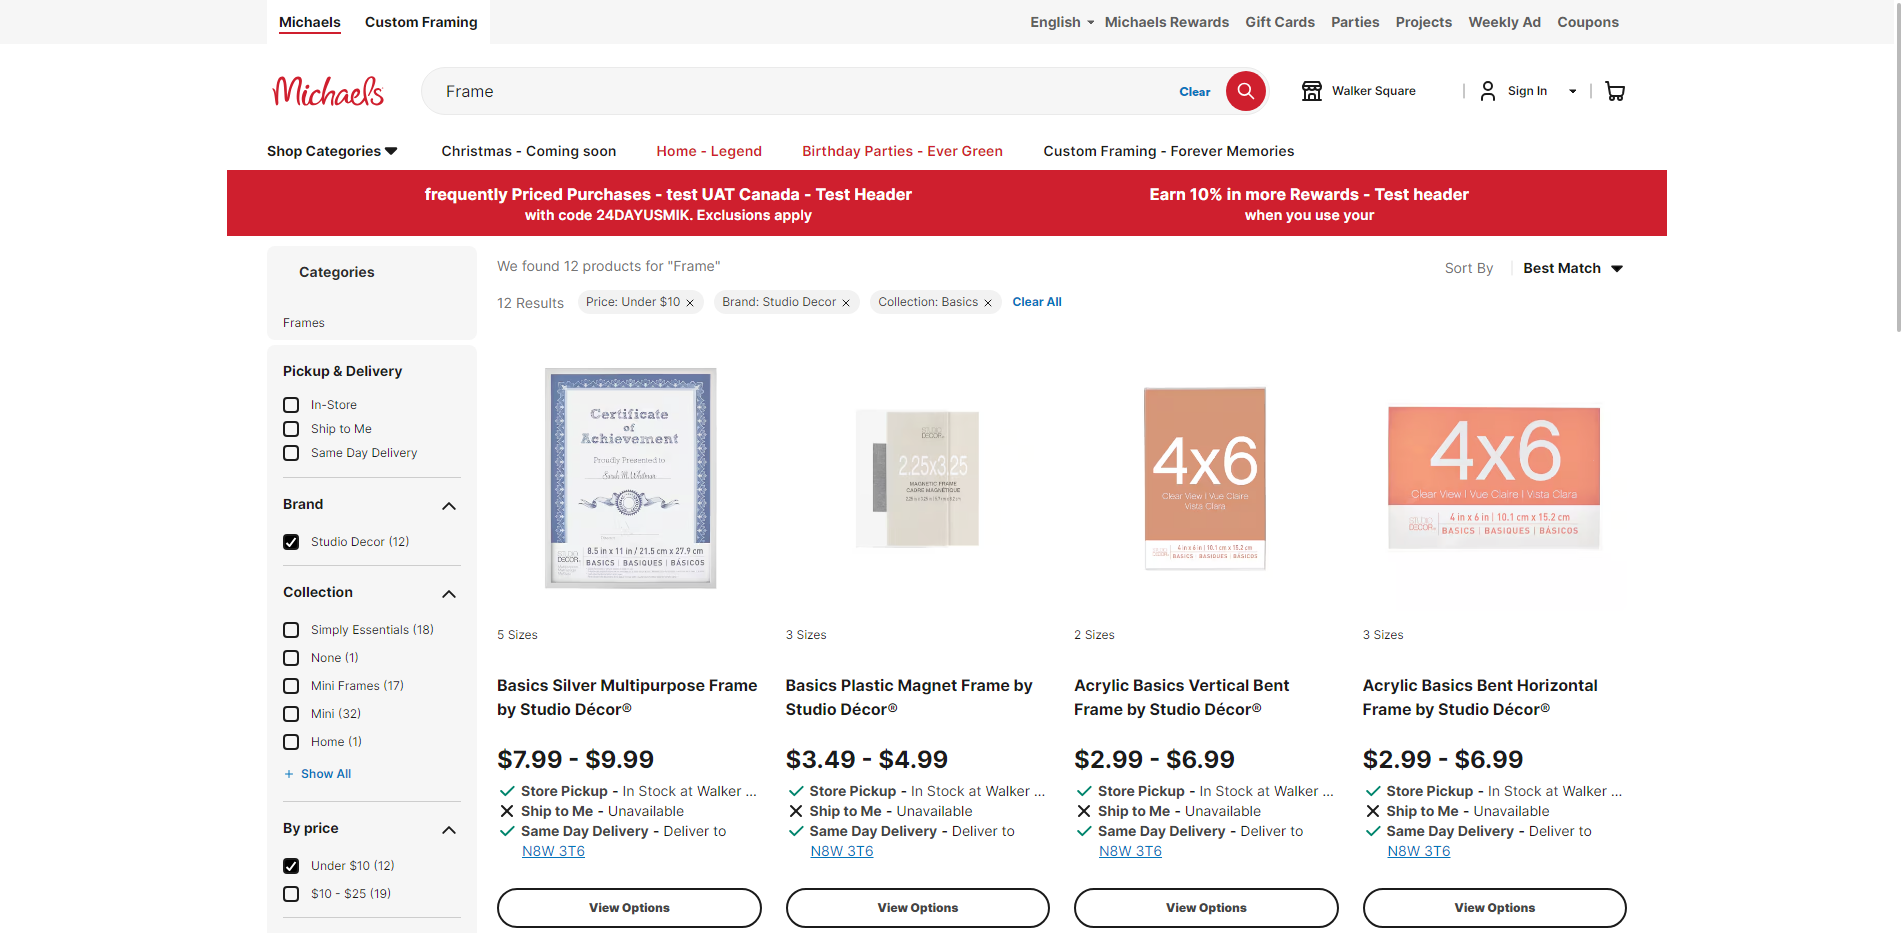 Michaels
Custom Framing
English
Michaels Rewards
Gift Cards
Parties
Projects
Weekly Ad
Coupons
Michaels
Frame
Clear
Walker Square
Sign In
Shop Categories
Christmas - Coming soon
Home - Legend
Birthday Parties - Ever Green
Custom Framing - Forever Memories
frequently Priced Purchases - test UAT Canada - Test Header
with code 24DAYUSMIK. Exclusions apply
Earn 10% in more Rewards - Test header
when you use your
Categories
Frames
Pickup & Delivery
In-Store
Ship to Me
Same Day Delivery
Brand
Studio Decor (12)
Collection
Simply Essentials (18)
None (1)
Mini Frames (17)
Mini (32)
Home (1)
+ Show All
By price
Under $10 (12)
$10 - $25 (19)
We found 12 products for "Frame"
Sort By
Best Match
12 Results
Price: Under $10
Brand: Studio Decor
Collection: Basics
Clear All
Certificate
of
Achievement
Proudly Presented to
Sarah M. Whitman
STUDIO
DECOR
8.5 in x 11 in / 21.5 cm x 27.9 cm
BASICS | BASIQUES | BÁSICOS
5 Sizes
Basics Silver Multipurpose Frame
by Studio Décor®
$7.99 - $9.99
Store Pickup - In Stock at Walker ...
Ship to Me - Unavailable
Same Day Delivery - Deliver to
N8W 3T6
View Options
STUDIO
DECOR
2.25x3.25
MAGNETIC FRAME
CADRE MAGNÉTIQUE
3 Sizes
Basics Plastic Magnet Frame by
Studio Décor®
$3.49 - $4.99
Store Pickup - In Stock at Walker ...
Ship to Me - Unavailable
Same Day Delivery - Deliver to
N8W 3T6
View Options
4x6
Clear View | Vue Claire
Vista Clara
STUDIO
DECOR
4 in x 6 in | 10.1 cm x 15.2 cm
BASICS | BASIQUES | BÁSICOS
2 Sizes
Acrylic Basics Vertical Bent
Frame by Studio Décor®
$2.99 - $6.99
Store Pickup - In Stock at Walker ...
Ship to Me - Unavailable
Same Day Delivery - Deliver to
N8W 3T6
View Options
4x6
Clear View | Vue Claire | Vista Clara
STUDIO
DECOR
4 in x 6 in | 10.1 cm x 15.2 cm
BASICS | BASIQUES | BÁSICOS
3 Sizes
Acrylic Basics Bent Horizontal
Frame by Studio Décor®
$2.99 - $6.99
Store Pickup - In Stock at Walker ...
Ship to Me - Unavailable
Same Day Delivery - Deliver to
N8W 3T6
View Options